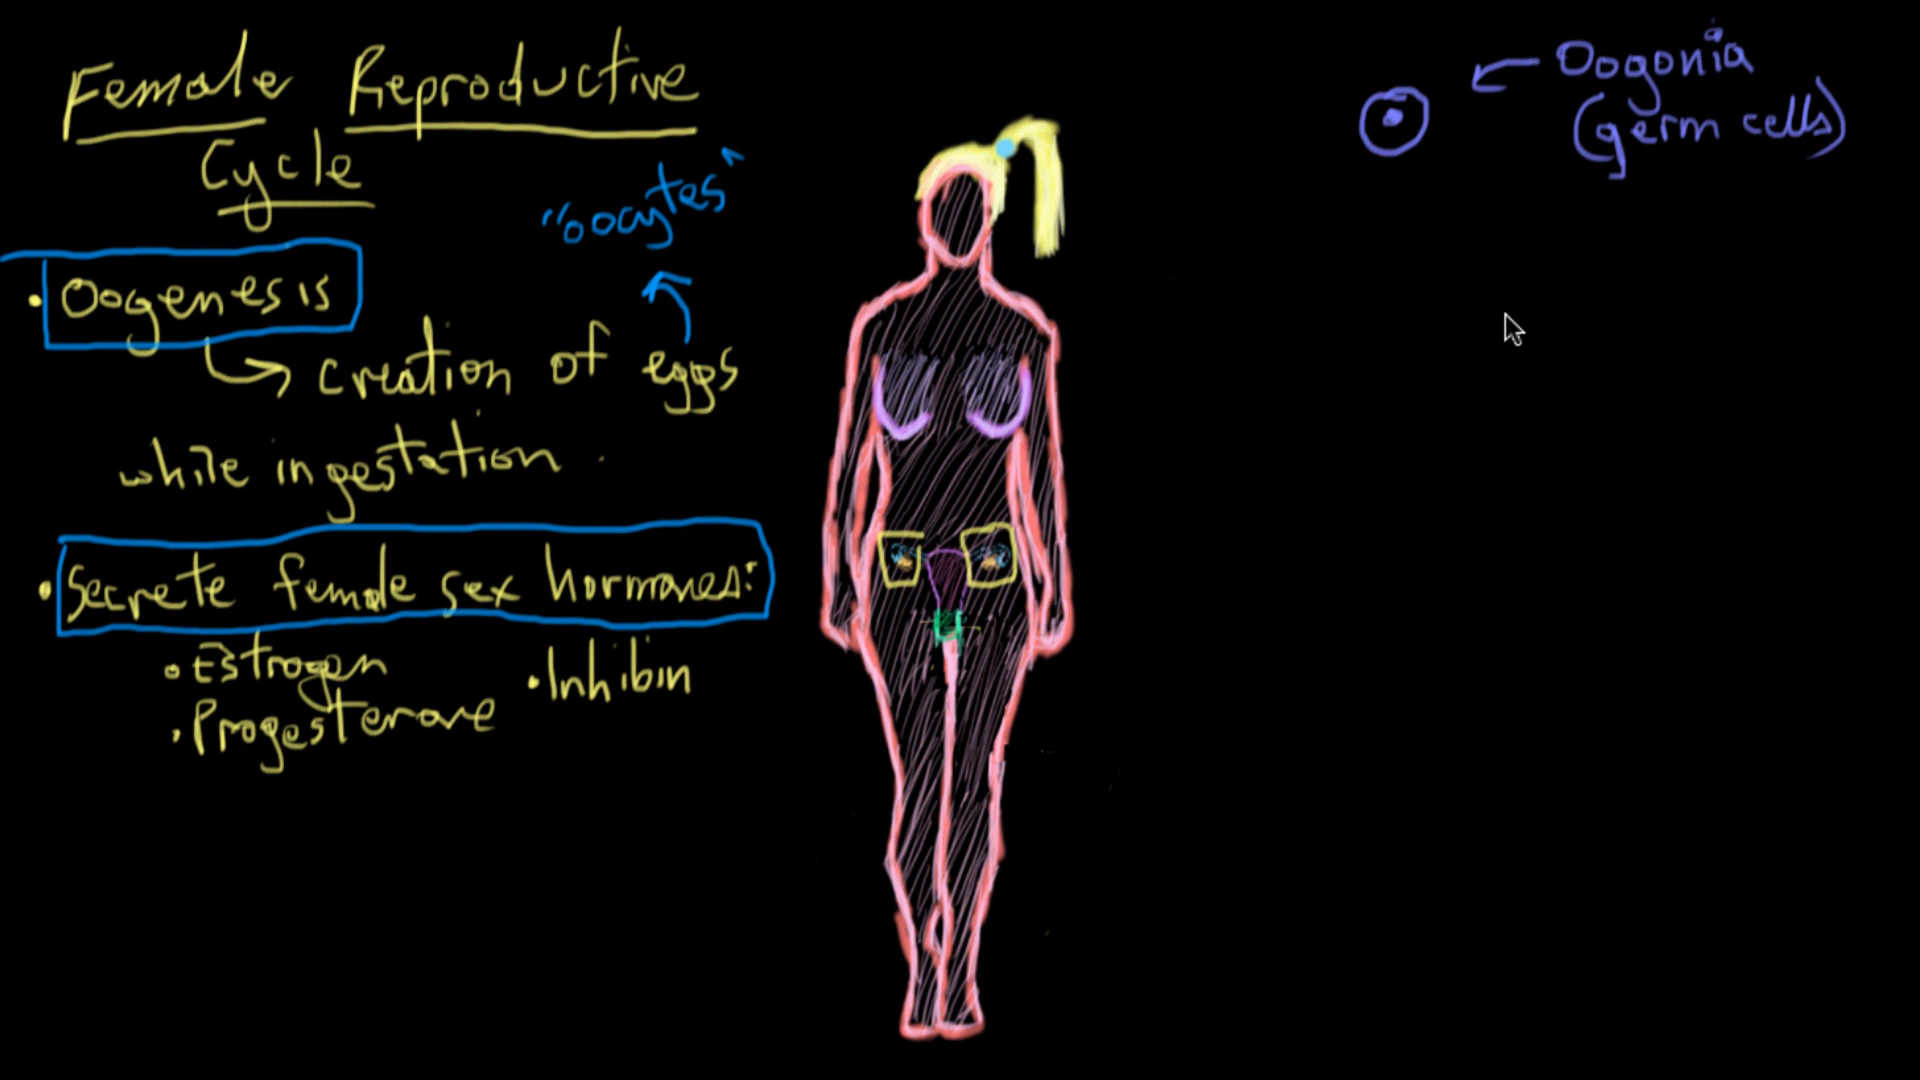 Female Reproductive
Cycle
"oocytes"
• Oogenesis
creation of eggs
while in gestation.
• Secrete female sex hormones:
• Estrogen
• Inhibin
• Progesterone
Oogonia
(germ cells)